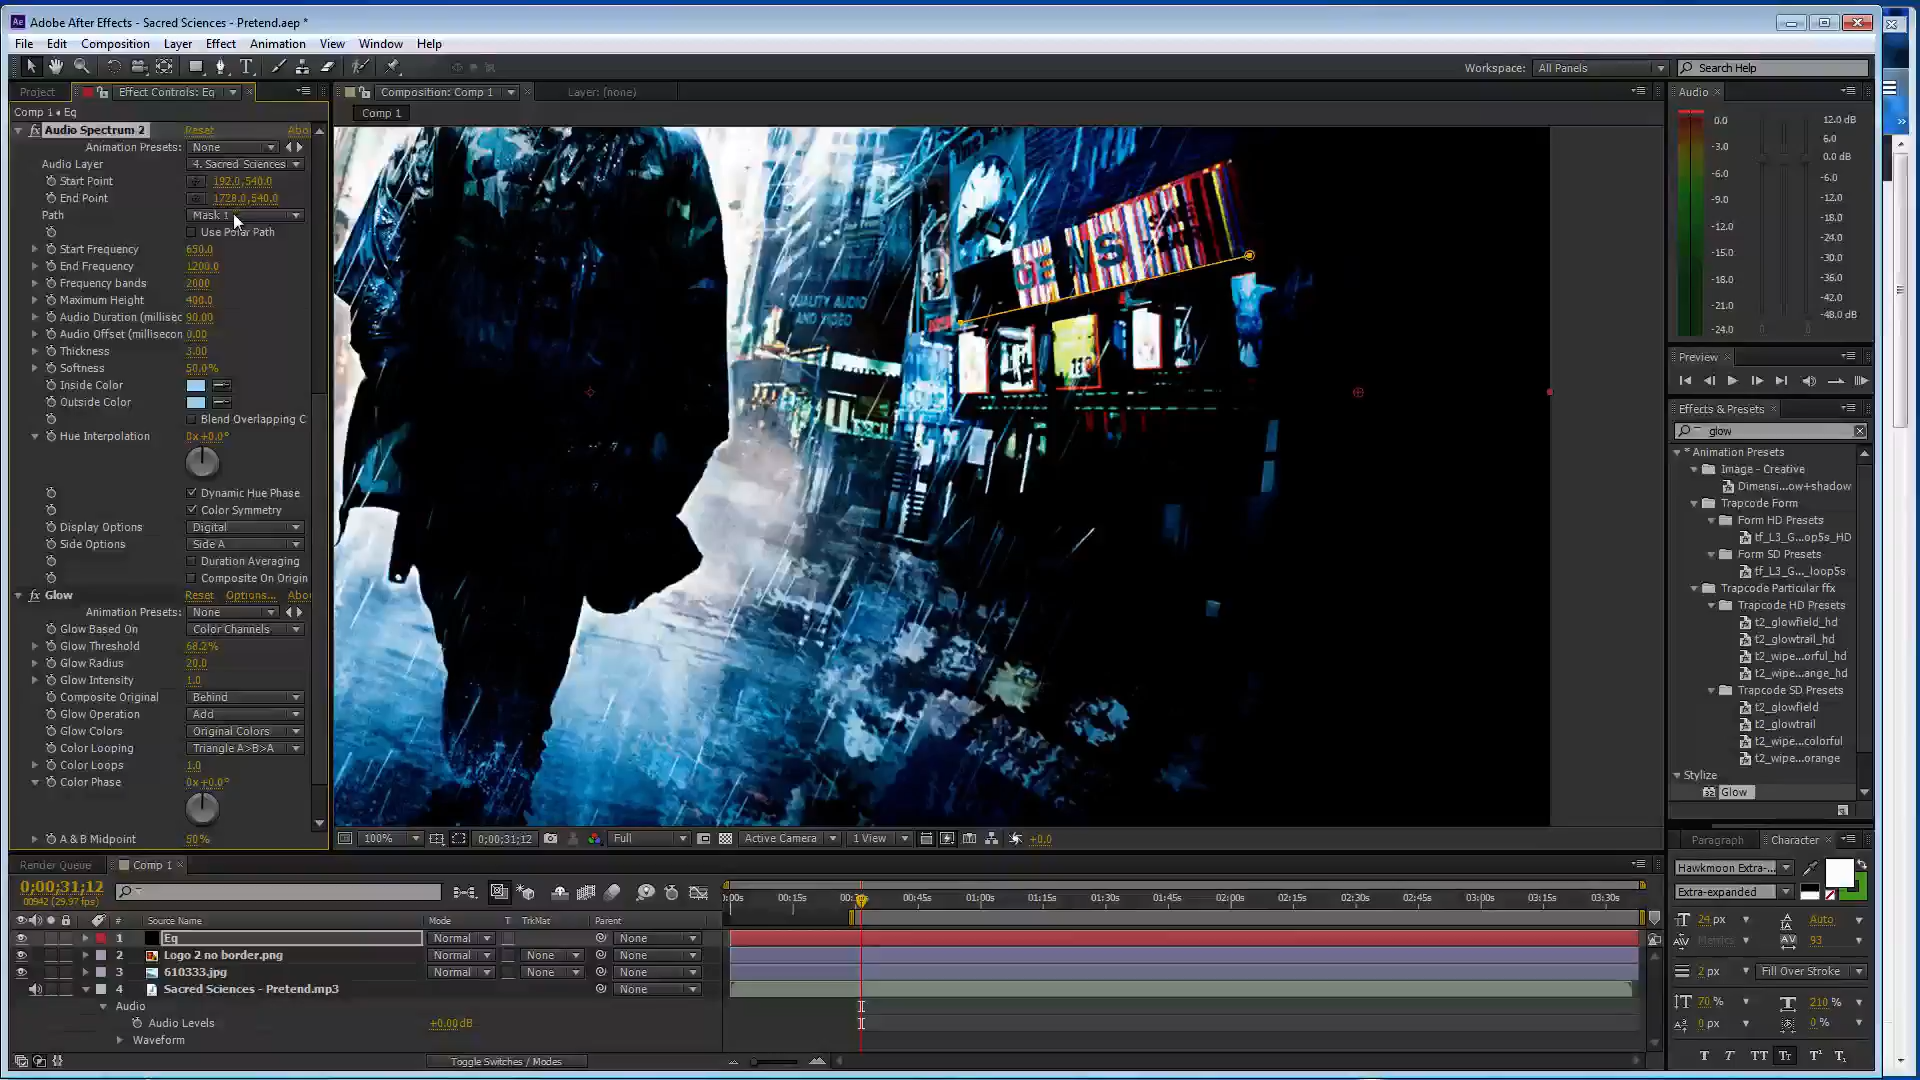 Adobe After Effects - Sacred Sciences - Pretend.aep *
File Edit Composition Layer Effect Animation View Window Help
Workspace: All Panels Search Help
Project Effect Controls: Eq
Comp 1 • Eq
Audio Spectrum 2 Reset Abo
Animation Presets: None
Audio Layer 4. Sacred Sciences
Start Point 192.0,540.0
End Point 1728.0,540.0
Path Mask 1
Use Polar Path
Start Frequency 650.0
End Frequency 1200.0
Frequency bands 2000
Maximum Height 400.0
Audio Duration (millisec 90.00
Audio Offset (millisecon 0.00
Thickness 3.00
Softness 50.0%
Inside Color
Outside Color
Blend Overlapping C
Hue Interpolation 0x+0.0°
Dynamic Hue Phase
Color Symmetry
Display Options Digital
Side Options Side A
Duration Averaging
Composite On Origin
Glow Reset Options... Abo
Animation Presets: None
Glow Based On Color Channels
Glow Threshold 68.2%
Glow Radius 20.0
Glow Intensity 1.0
Composite Original Behind
Glow Operation Add
Glow Colors Original Colors
Color Looping Triangle A>B>A
Color Loops 1.0
Color Phase 0x+0.0°
A & B Midpoint 50%
Composition: Comp 1 Layer: (none)
Comp 1
QUALITY AUDIO
AND VIDEO
100% 0;00;31;12 Full Active Camera 1 View +0.0
Audio
0.0
-3.0
-6.0
-9.0
-12.0
-15.0
-18.0
-21.0
-24.0
12.0 dB
6.0
0.0 dB
-6.0
-12.0
-18.0
-24.0
-30.0
-36.0
-42.0
-48.0 dB
Preview
Effects & Presets
glow
* Animation Presets
Image - Creative
Dimensi...ow+shadow
Trapcode Form
Form HD Presets
tf_L3_G...op5s_HD
Form SD Presets
tf_L3_G..._loop5s
Trapcode Particular ffx
Trapcode HD Presets
t2_glowfield_hd
t2_glowtrail_hd
t2_wipe...orful_hd
t2_wipe...ange_hd
Trapcode SD Presets
t2_glowfield
t2_glowtrail
t2_wipe...colorful
t2_wipe...orange
Stylize
Glow
Paragraph Character
Hawkmoon Extra-...
Extra-expanded
24 px Auto
Metrics 93
2 px Fill Over Stroke
70 % 210 %
0 px 0 %
T T TT Tt T¹ T₁
Render Queue Comp 1
0;00;31;12
00942 (29.97 fps)
:00s 00:15s 00:30s 00:45s 01:00s 01:15s 01:30s 01:45s 02:00s 02:15s 02:30s 02:45s 03:00s 03:15s 03:30s
# Source Name Mode T TrkMat Parent
1 Eq Normal None
2 Logo 2 no border.png Normal None None
3 610333.jpg Normal None None
4 Sacred Sciences - Pretend.mp3 None
Audio
Audio Levels +0.00 dB
Waveform
Toggle Switches / Modes